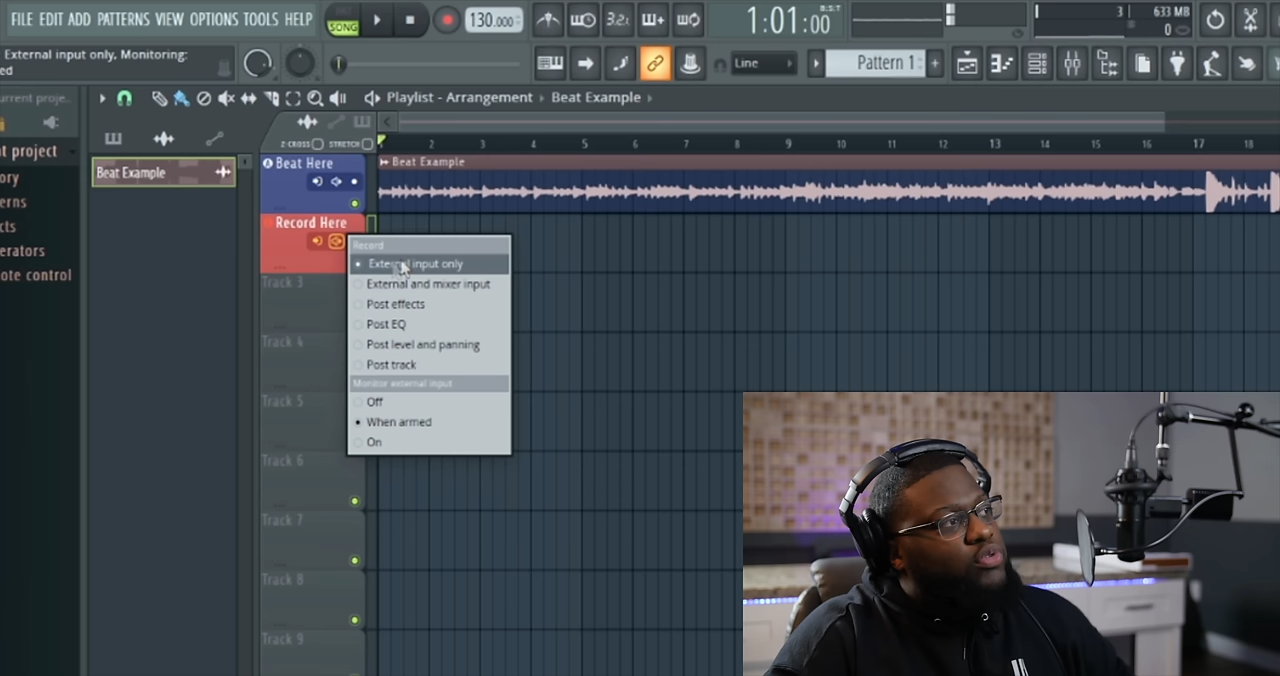 FILE EDIT ADD PATTERNS VIEW OPTIONS TOOLS HELP
SONG
130.000
3.2.
1:01:00
B:S:T
3
633 MB
0
External input only, Monitoring:
ed
Line
Pattern 1
urrent proje..
Playlist - Arrangement › Beat Example ›
t project
ory
erns
cts
erators
ote control
Beat Example
Z-CROSS
STRETCH
2 3 4 5 6 7 8 9 10 11 12 13 14 15 16 17 18
Beat Here
Beat Example
Record Here
Record
External input only
External and mixer input
Post effects
Post EQ
Post level and panning
Post track
Monitor external input
Off
When armed
On
Track 3
Track 4
Track 5
Track 6
Track 7
Track 8
Track 9